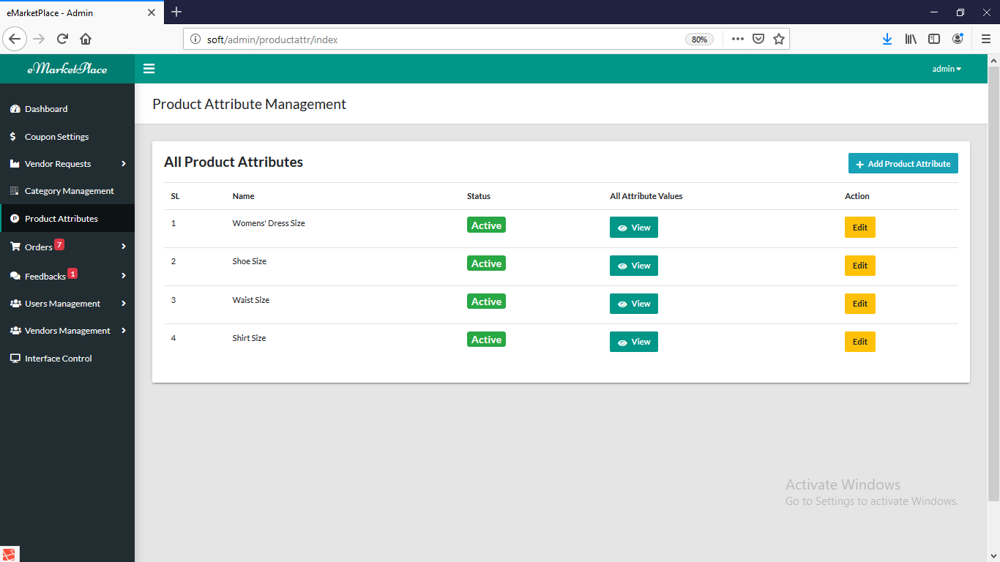 eMarketPlace - Admin
soft/admin/productattr/index
80%
eMarketPlace
admin
Dashboard
Coupon Settings
Vendor Requests
Category Management
Product Attributes
Orders 7
Feedbacks 1
Users Management
Vendors Management
Interface Control
Product Attribute Management
All Product Attributes
Add Product Attribute
SL Name Status All Attribute Values Action
1 Womens' Dress Size Active View Edit
2 Shoe Size Active View Edit
3 Waist Size Active View Edit
4 Shirt Size Active View Edit
Activate Windows
Go to Settings to activate Windows.